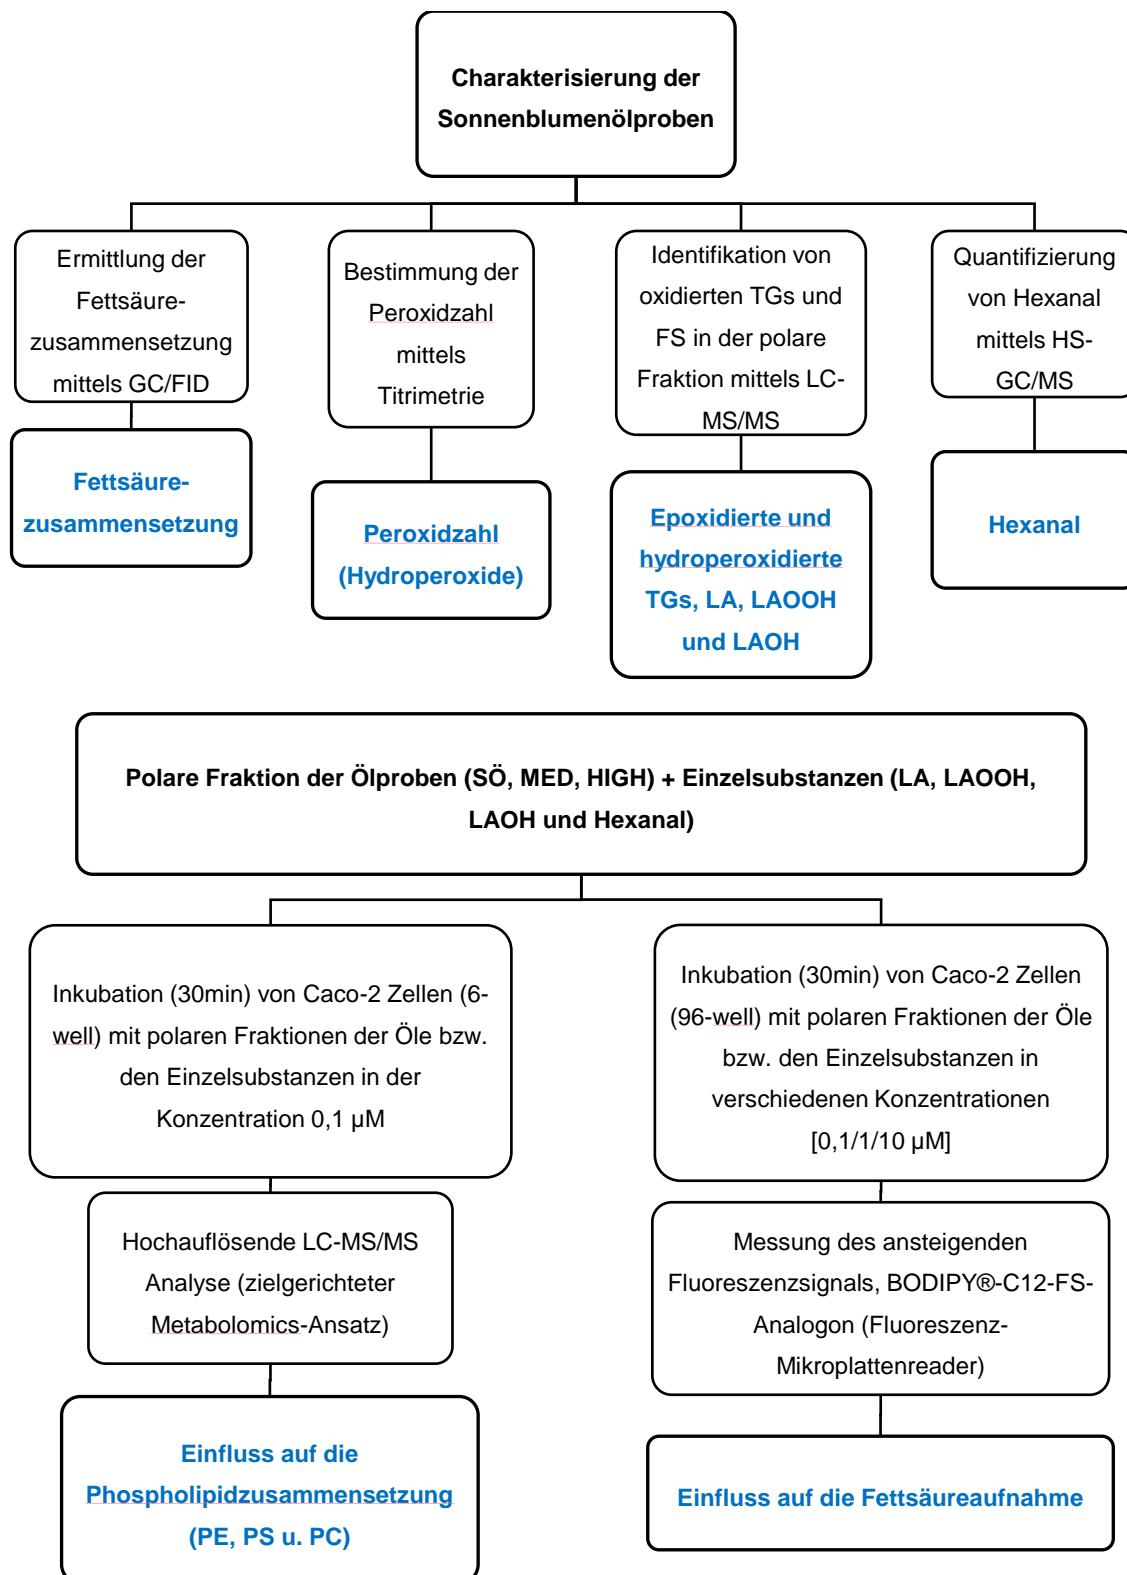 Charakterisierung der
Sonnenblumenölproben
Ermittlung der
Fettsäure-
zusammensetzung
mittels GC/FID
Bestimmung der
Peroxidzahl
mittels
Titrimetrie
Identifikation von
oxidierten TGs und
FS in der polare
Fraktion mittels LC-
MS/MS
Quantifizierung
von Hexanal
mittels HS-
GC/MS
Fettsäure-
zusammensetzung
Peroxidzahl
(Hydroperoxide)
Epoxidierte und
hydroperoxidierte
TGs, LA, LAOOH
und LAOH
Hexanal
Polare Fraktion der Ölproben (SÖ, MED, HIGH) + Einzelsubstanzen (LA, LAOOH,
LAOH und Hexanal)
Inkubation (30min) von Caco-2 Zellen (6-
well) mit polaren Fraktionen der Öle bzw.
den Einzelsubstanzen in der
Konzentration 0,1 µM
Inkubation (30min) von Caco-2 Zellen
(96-well) mit polaren Fraktionen der Öle
bzw. den Einzelsubstanzen in
verschiedenen Konzentrationen
[0,1/1/10 µM]
Hochauflösende LC-MS/MS
Analyse (zielgerichteter
Metabolomics-Ansatz)
Messung des ansteigenden
Fluoreszenzsignals, BODIPY®-C12-FS-
Analogon (Fluoreszenz-
Mikroplattenreader)
Einfluss auf die
Phospholipidzusammensetzung
(PE, PS u. PC)
Einfluss auf die Fettsäureaufnahme